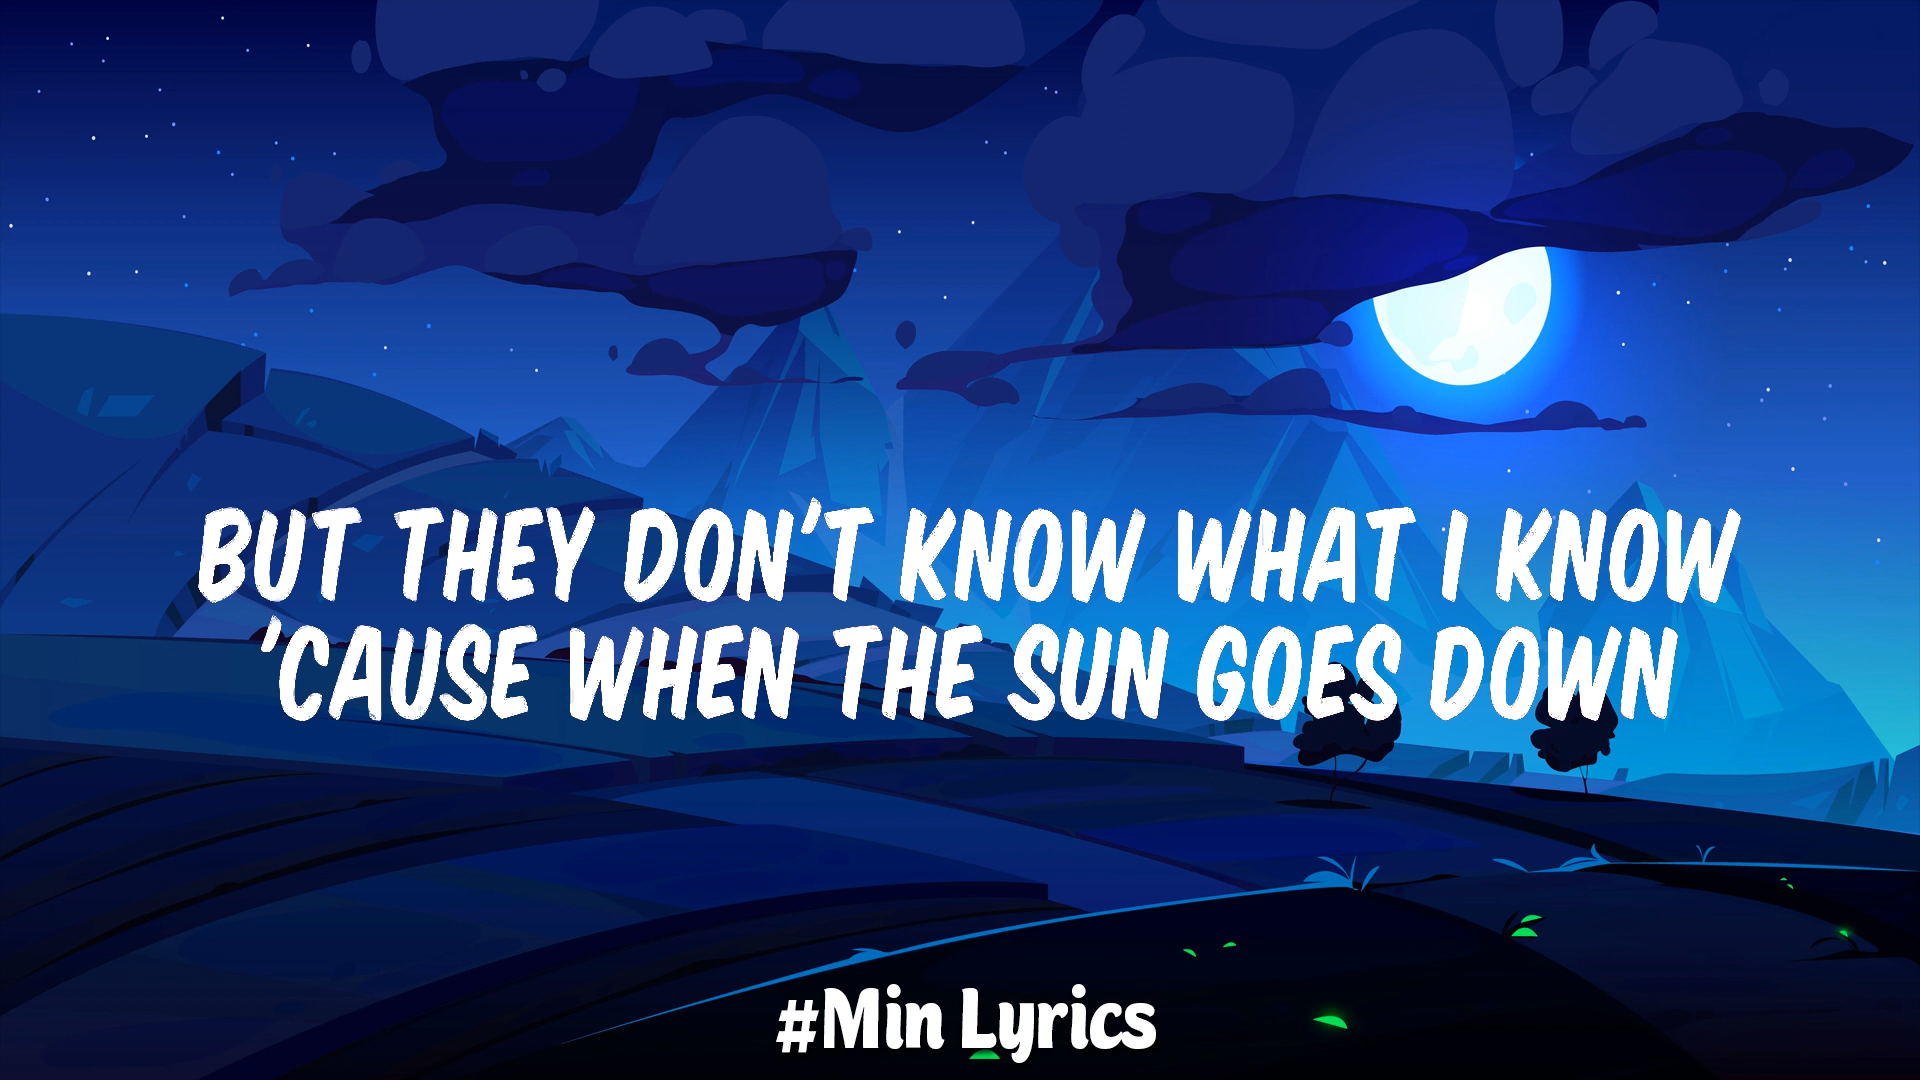 BUT THEY DON'T KNOW WHAT I KNOW
'CAUSE WHEN THE SUN GOES DOWN
#Min Lyrics